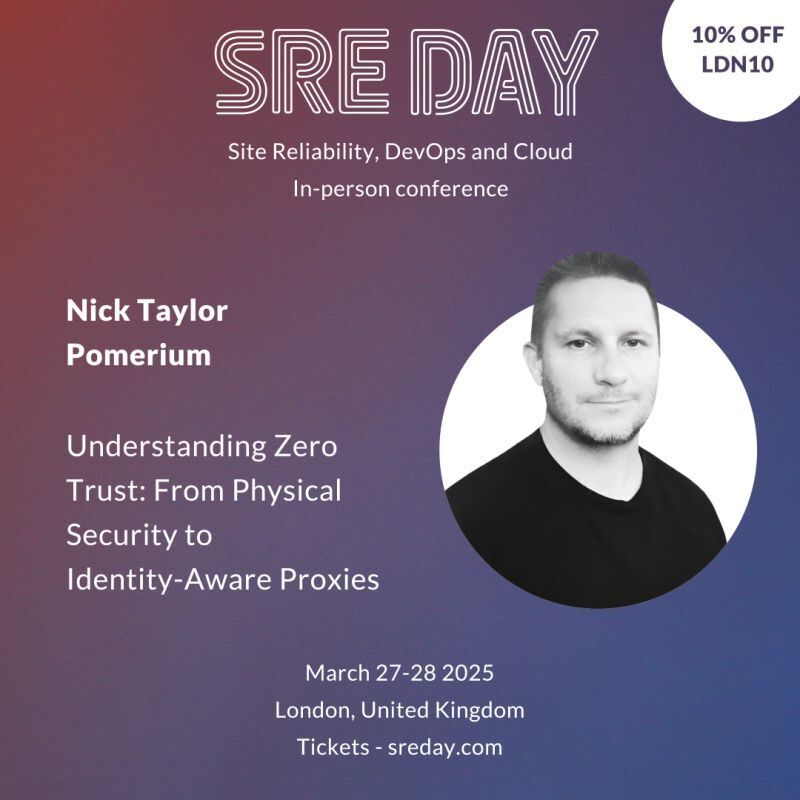 SRE DAY
10% OFF
LDN10
Site Reliability, DevOps and Cloud
In-person conference
Nick Taylor
Pomerium
Understanding Zero
Trust: From Physical
Security to
Identity-Aware Proxies
March 27-28 2025
London, United Kingdom
Tickets - sreday.com